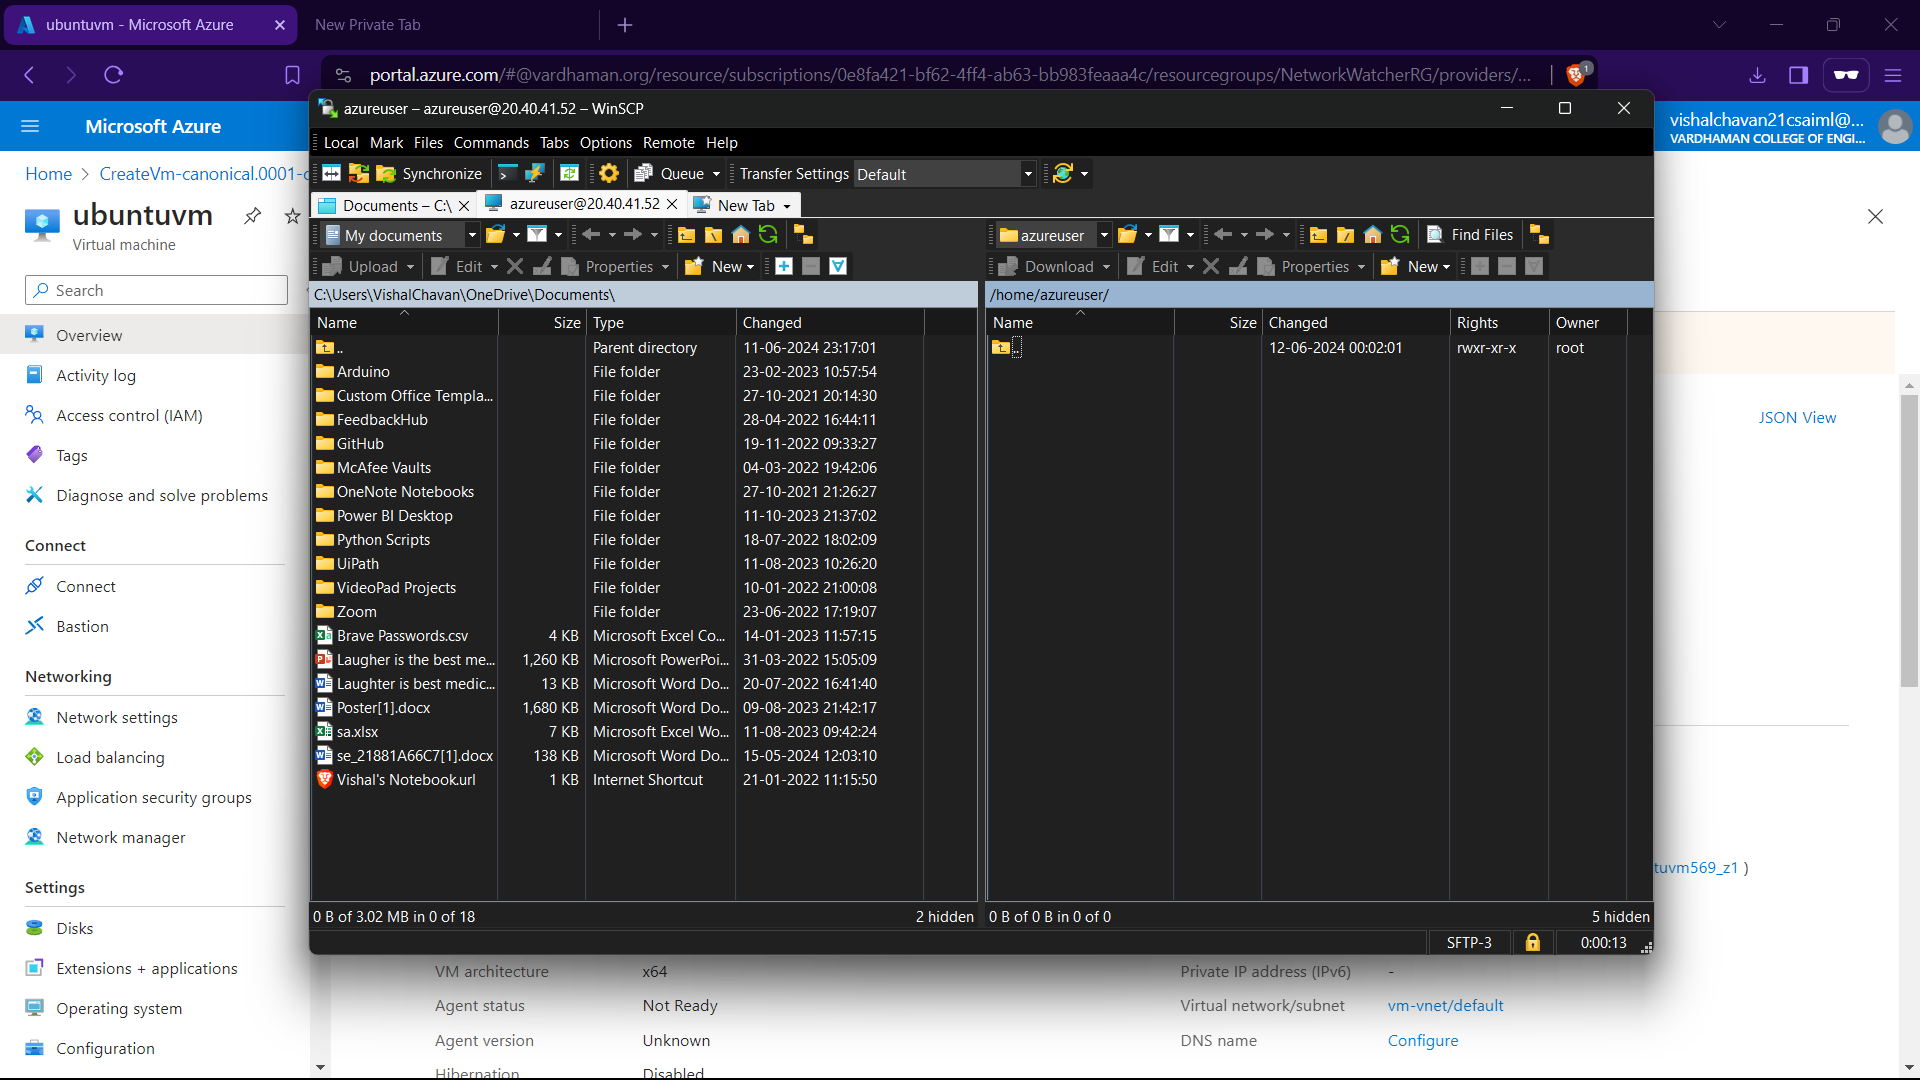 ubuntuvm - Microsoft Azure
New Private Tab
portal.azure.com/#@vardhaman.org/resource/subscriptions/0e8fa421-bf62-4ff4-ab63-bb983feaaa4c/resourcegroups/NetworkWatcherRG/providers/...
1
Microsoft Azure
vishalchavan21csaiml@...
VARDHAMAN COLLEGE OF ENGI...
Home > CreateVm-canonical.0001-c
ubuntuvm
Virtual machine
Search
Overview
Activity log
Access control (IAM)
Tags
Diagnose and solve problems
Connect
Connect
Bastion
Networking
Network settings
Load balancing
Application security groups
Network manager
Settings
Disks
Extensions + applications
Operating system
Configuration
azureuser – azureuser@20.40.41.52 – WinSCP
Local Mark Files Commands Tabs Options Remote Help
Synchronize Queue Transfer Settings Default
Documents – C:\ azureuser@20.40.41.52 New Tab
My documents
Upload Edit Properties New
C:\Users\VishalChavan\OneDrive\Documents\
Name Size Type Changed
.. Parent directory 11-06-2024 23:17:01
Arduino File folder 23-02-2023 10:57:54
Custom Office Templa... File folder 27-10-2021 20:14:30
FeedbackHub File folder 28-04-2022 16:44:11
GitHub File folder 19-11-2022 09:33:27
McAfee Vaults File folder 04-03-2022 19:42:06
OneNote Notebooks File folder 27-10-2021 21:26:27
Power BI Desktop File folder 11-10-2023 21:37:02
Python Scripts File folder 18-07-2022 18:02:09
UiPath File folder 11-08-2023 10:26:20
VideoPad Projects File folder 10-01-2022 21:00:08
Zoom File folder 23-06-2022 17:19:07
Brave Passwords.csv 4 KB Microsoft Excel Co... 14-01-2023 11:57:15
Laugher is the best me... 1,260 KB Microsoft PowerPoi... 31-03-2022 15:05:09
Laughter is best medic... 13 KB Microsoft Word Do... 20-07-2022 16:41:40
Poster[1].docx 1,680 KB Microsoft Word Do... 09-08-2023 21:42:17
sa.xlsx 7 KB Microsoft Excel Wo... 11-08-2023 09:42:24
se_21881A66C7[1].docx 138 KB Microsoft Word Do... 15-05-2024 12:03:10
Vishal's Notebook.url 1 KB Internet Shortcut 21-01-2022 11:15:50
0 B of 3.02 MB in 0 of 18 2 hidden
azureuser Find Files
Download Edit Properties New
/home/azureuser/
Name Size Changed Rights Owner
.. 12-06-2024 00:02:01 rwxr-xr-x root
0 B of 0 B in 0 of 0 5 hidden
SFTP-3 0:00:13
JSON View
tuvm569_z1 )
VM architecture x64
Agent status Not Ready
Agent version Unknown
Hibernation Disabled
Private IP address (IPv6) -
Virtual network/subnet vm-vnet/default
DNS name Configure